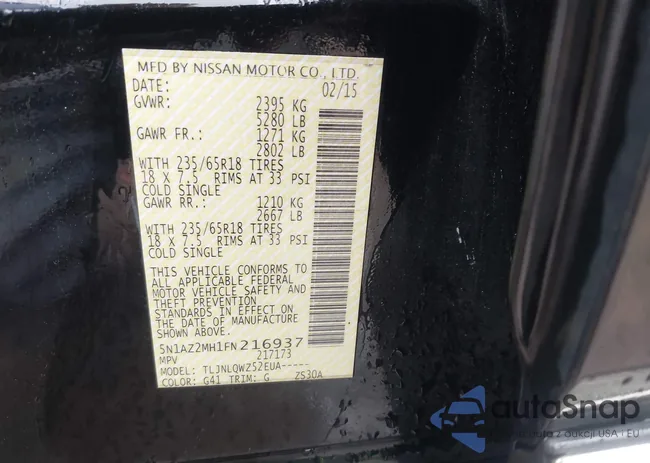 MFD BY NISSAN MOTOR CO., LTD.
DATE: 02/15
GVWR: 2395 KG
5280 LB
GAWR FR.: 1271 KG
2802 LB
WITH 235/65R18 TIRES
18 X 7.5 RIMS AT 33 PSI
COLD SINGLE
GAWR RR.: 1210 KG
2667 LB
WITH 235/65R18 TIRES
18 X 7.5 RIMS AT 33 PSI
COLD SINGLE
THIS VEHICLE CONFORMS TO
ALL APPLICABLE FEDERAL
MOTOR VEHICLE SAFETY AND
THEFT PREVENTION
STANDARDS IN EFFECT ON
THE DATE OF MANUFACTURE
SHOWN ABOVE.
5N1AZ2MH1FN216937
MPV 217173
MODEL: TLJNLQWZ52EUA-----
COLOR: G41 TRIM: G ZS30A
autoSnap
auta z aukcji USA i EU